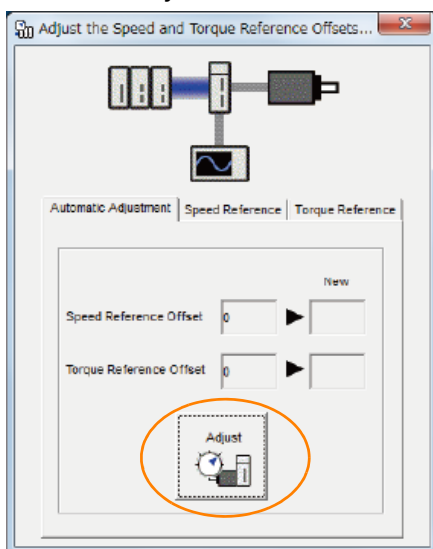 Adjust the Speed and Torque Reference Offsets...
Automatic Adjustment Speed Reference Torque Reference
New
Speed Reference Offset 0
Torque Reference Offset 0
Adjust